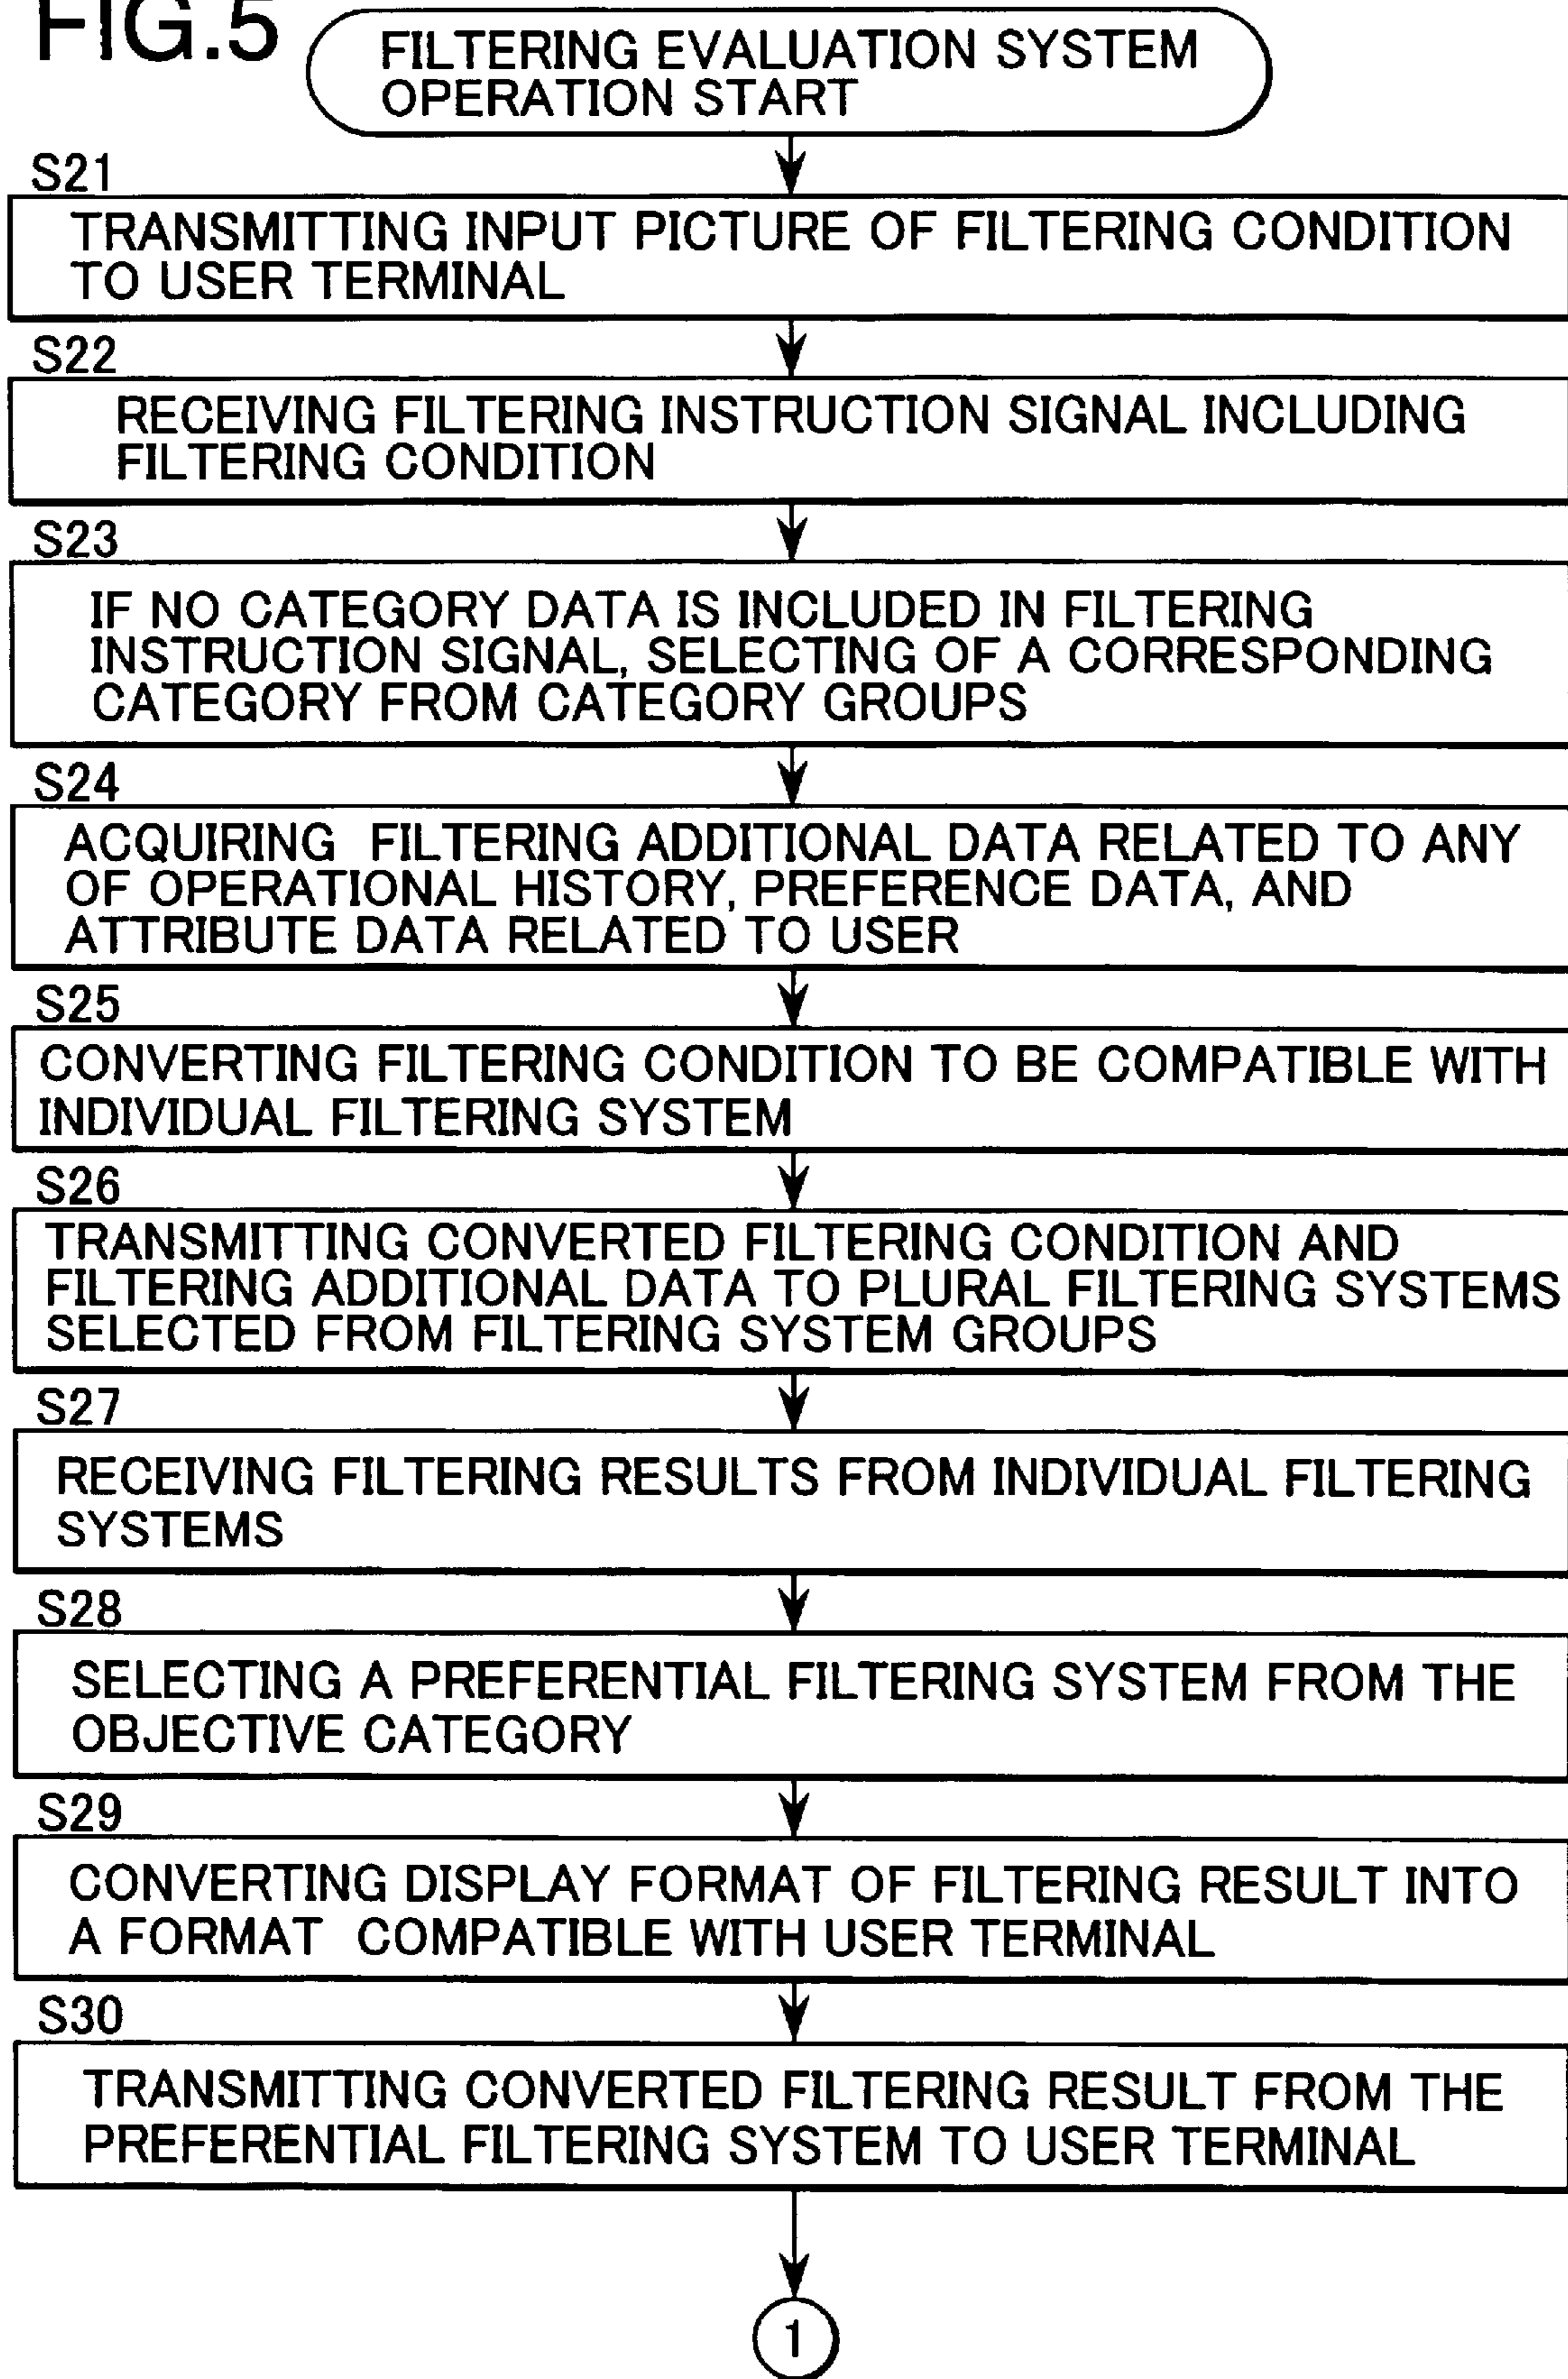 FIG.5
FILTERING EVALUATION SYSTEM
OPERATION START
S21
TRANSMITTING INPUT PICTURE OF FILTERING CONDITION
TO USER TERMINAL
S22
RECEIVING FILTERING INSTRUCTION SIGNAL INCLUDING
FILTERING CONDITION
S23
IF NO CATEGORY DATA IS INCLUDED IN FILTERING
INSTRUCTION SIGNAL, SELECTING OF A CORRESPONDING
CATEGORY FROM CATEGORY GROUPS
S24
ACQUIRING FILTERING ADDITIONAL DATA RELATED TO ANY
OF OPERATIONAL HISTORY, PREFERENCE DATA, AND
ATTRIBUTE DATA RELATED TO USER
S25
CONVERTING FILTERING CONDITION TO BE COMPATIBLE WITH
INDIVIDUAL FILTERING SYSTEM
S26
TRANSMITTING CONVERTED FILTERING CONDITION AND
FILTERING ADDITIONAL DATA TO PLURAL FILTERING SYSTEMS
SELECTED FROM FILTERING SYSTEM GROUPS
S27
RECEIVING FILTERING RESULTS FROM INDIVIDUAL FILTERING
SYSTEMS
S28
SELECTING A PREFERENTIAL FILTERING SYSTEM FROM THE
OBJECTIVE CATEGORY
S29
CONVERTING DISPLAY FORMAT OF FILTERING RESULT INTO
A FORMAT COMPATIBLE WITH USER TERMINAL
S30
TRANSMITTING CONVERTED FILTERING RESULT FROM THE
PREFERENTIAL FILTERING SYSTEM TO USER TERMINAL
1